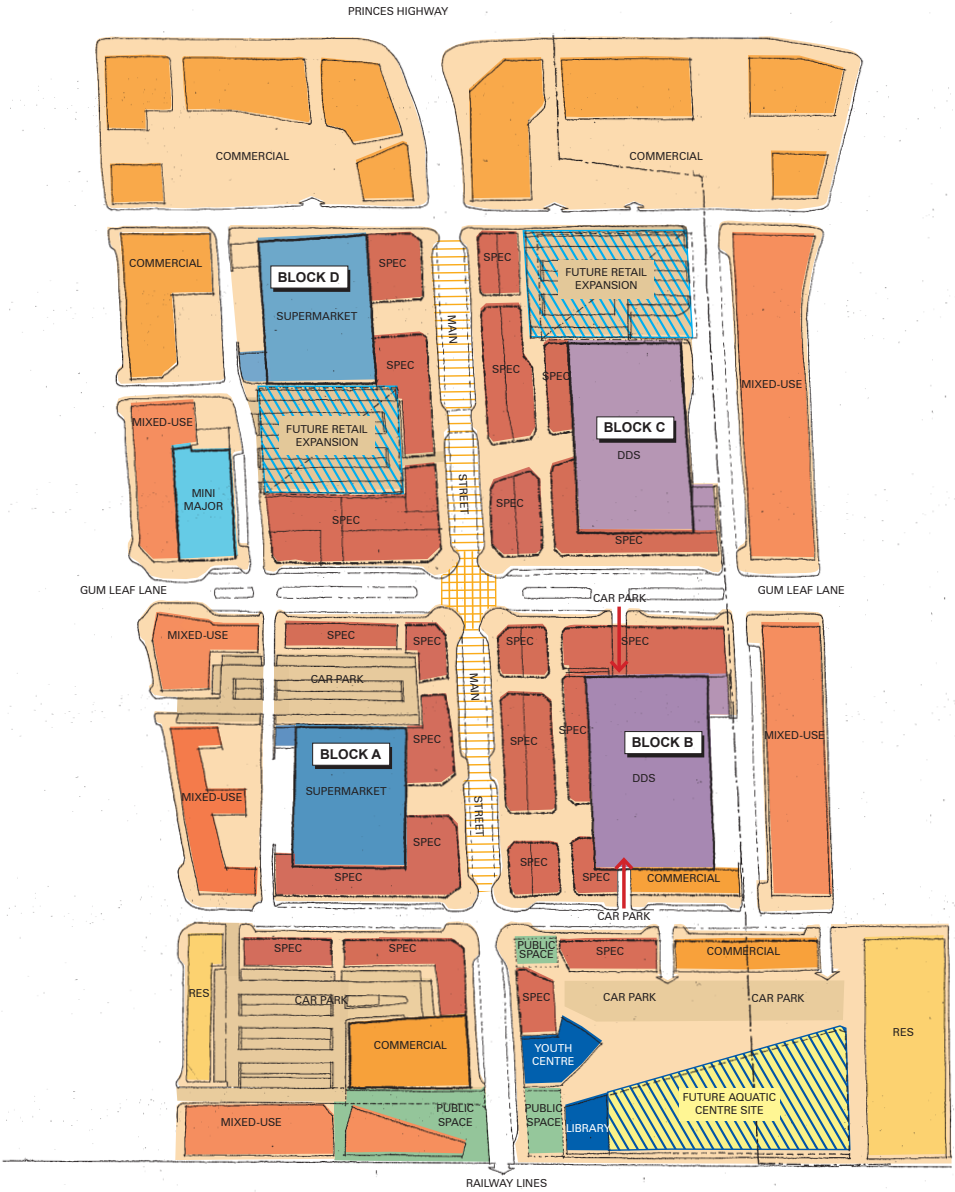 PRINCES HIGHWAY
COMMERCIAL
COMMERCIAL
COMMERCIAL
BLOCK D
SUPERMARKET
SPEC
SPEC
FUTURE RETAIL
EXPANSION
MAIN
SPEC
SPEC
SPEC
MIXED-USE
MIXED-USE
FUTURE RETAIL
EXPANSION
BLOCK C
DDS
MINI
MAJOR
STREET
SPEC
SPEC
SPEC
GUM LEAF LANE
GUM LEAF LANE
CAR PARK
MIXED-USE
SPEC
SPEC
SPEC
SPEC
CAR PARK
MAIN
SPEC
SPEC
SPEC
MIXED-USE
BLOCK A
SUPERMARKET
BLOCK B
DDS
MIXED-USE
STREET
SPEC
SPEC
SPEC
SPEC
COMMERCIAL
CAR PARK
SPEC
SPEC
PUBLIC
SPACE
SPEC
COMMERCIAL
RES
CAR PARK
SPEC
CAR PARK
CAR PARK
RES
COMMERCIAL
YOUTH
CENTRE
MIXED-USE
PUBLIC
SPACE
PUBLIC
SPACE
LIBRARY
FUTURE AQUATIC
CENTRE SITE
RAILWAY LINES